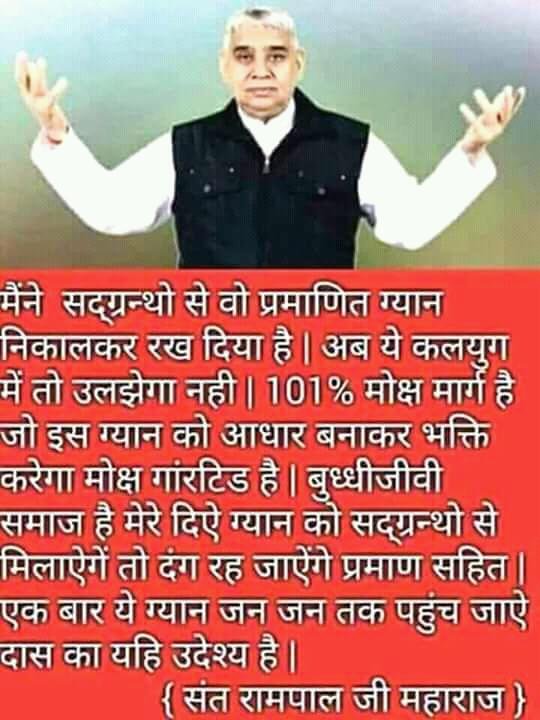 मैंने सद्ग्रन्थो से वो प्रमाणित ग्यान
निकालकर रख दिया है | अब ये कलयुग
में तो उलझेगा नही | 101% मोक्ष मार्ग है
जो इस ग्यान को आधार बनाकर भक्ति
करेगा मोक्ष गांरटिड है | बुध्धीजीवी
समाज है मेरे दिऐ ग्यान को सद्ग्रन्थो से
मिलाऐगें तो दंग रह जाऐंगे प्रमाण सहित |
एक बार ये ग्यान जन जन तक पहुंच जाऐ
दास का यहि उदेश्य है |
{ संत रामपाल जी महाराज }